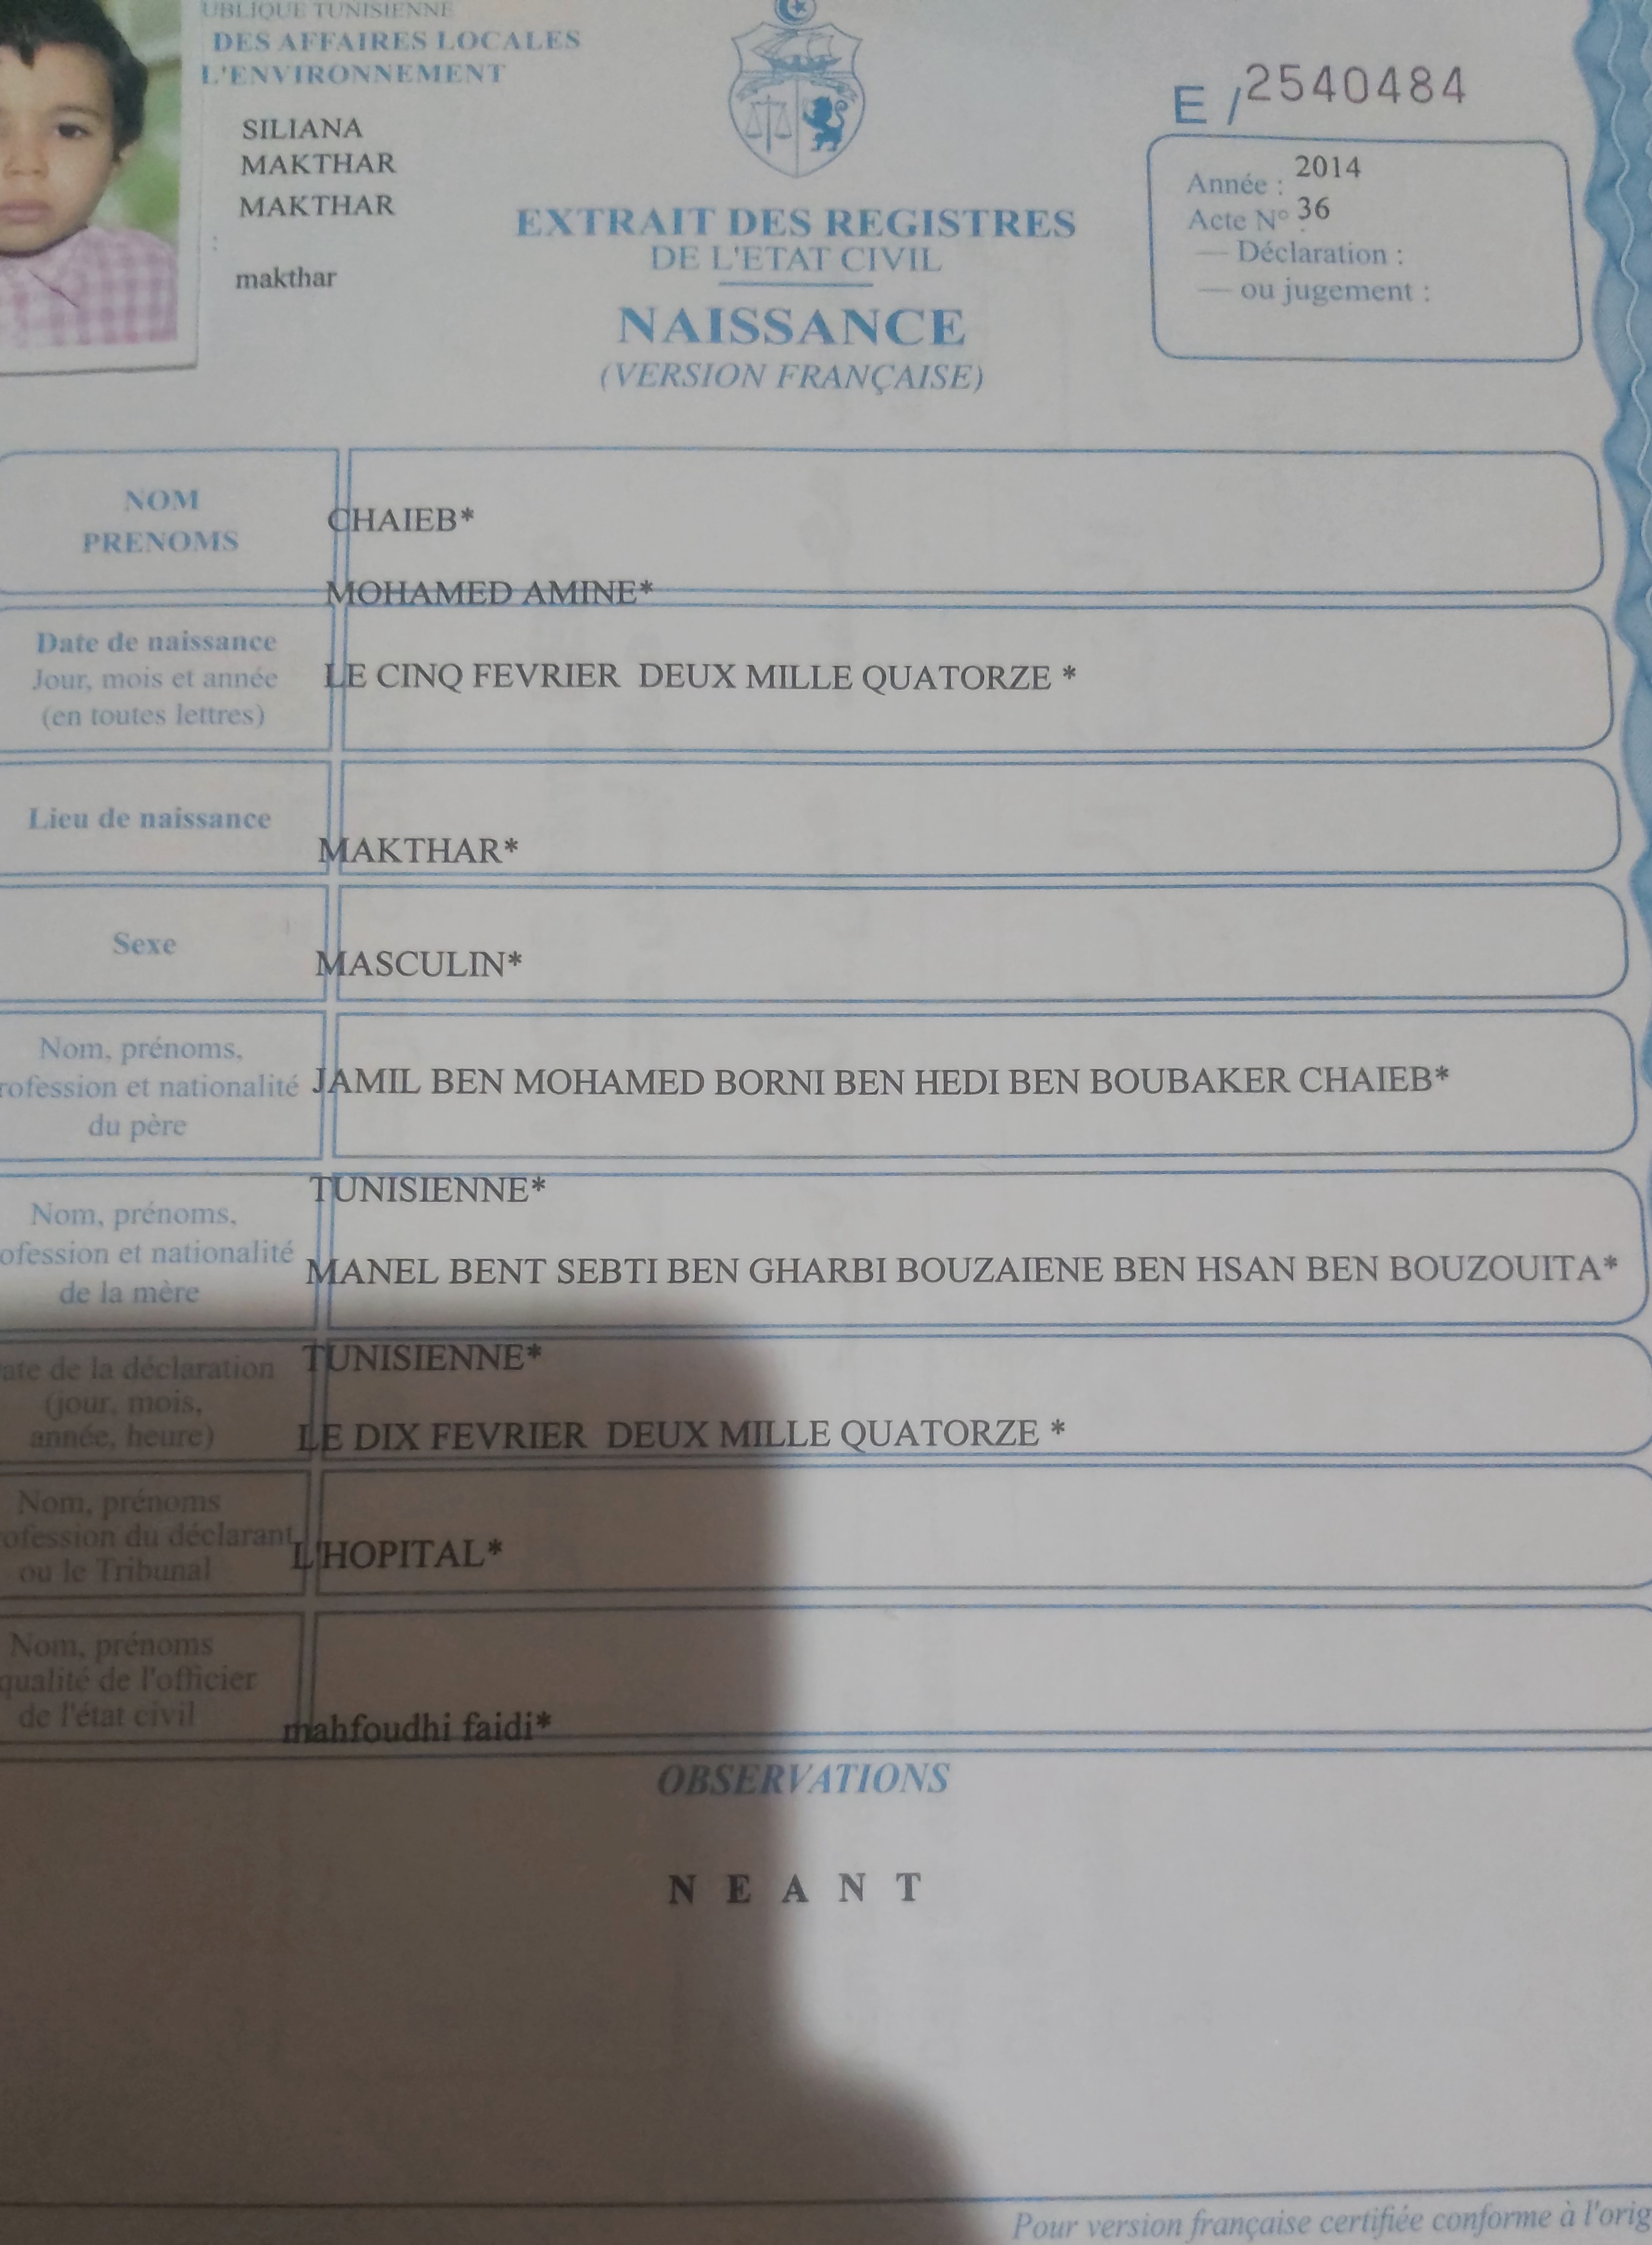 UBLIQUE TUNISIENNE
DES AFFAIRES LOCALES
L'ENVIRONNEMENT
SILIANA
MAKTHAR
MAKTHAR
:
makthar
E / 2540484
Année : 2014
Acte N° 36
— Déclaration :
— ou jugement :
EXTRAIT DES REGISTRES
DE L'ETAT CIVIL
NAISSANCE
(VERSION FRANÇAISE)
NOM
PRENOMS
CHAIEB*
MOHAMED AMINE*
Date de naissance
Jour, mois et année
(en toutes lettres)
LE CINQ FEVRIER DEUX MILLE QUATORZE *
Lieu de naissance
MAKTHAR*
Sexe
MASCULIN*
Nom, prénoms,
rofession et nationalité
du père
JAMIL BEN MOHAMED BORNI BEN HEDI BEN BOUBAKER CHAIEB*
TUNISIENNE*
Nom, prénoms,
ofession et nationalité
de la mère
MANEL BENT SEBTI BEN GHARBI BOUZAIENE BEN HSAN BEN BOUZOUITA*
TUNISIENNE*
ate de la déclaration
(jour, mois,
année, heure)
LE DIX FEVRIER DEUX MILLE QUATORZE *
Nom, prénoms
ofession du déclarant
ou le Tribunal
L'HOPITAL*
Nom, prénoms
qualité de l'officier
de l'état civil
mahfoudhi faidi*
OBSERVATIONS
N E A N T
Pour version française certifiée conforme à l'orig